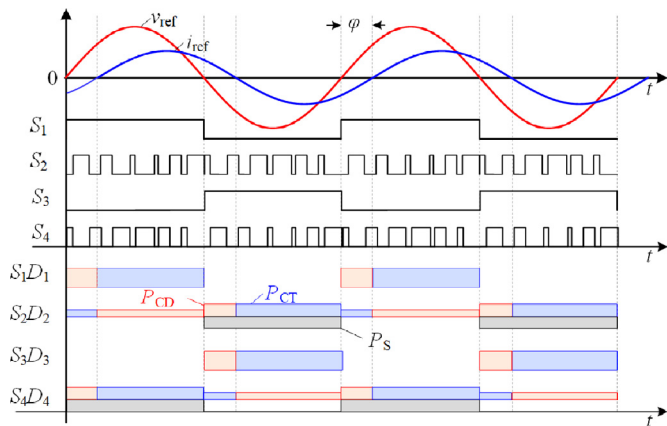 v_ref
φ
i_ref
0
t
S₁
S₂
S₃
S₄
t
S₁D₁
P_CD
P_CT
S₂D₂
P_S
S₃D₃
S₄D₄
t